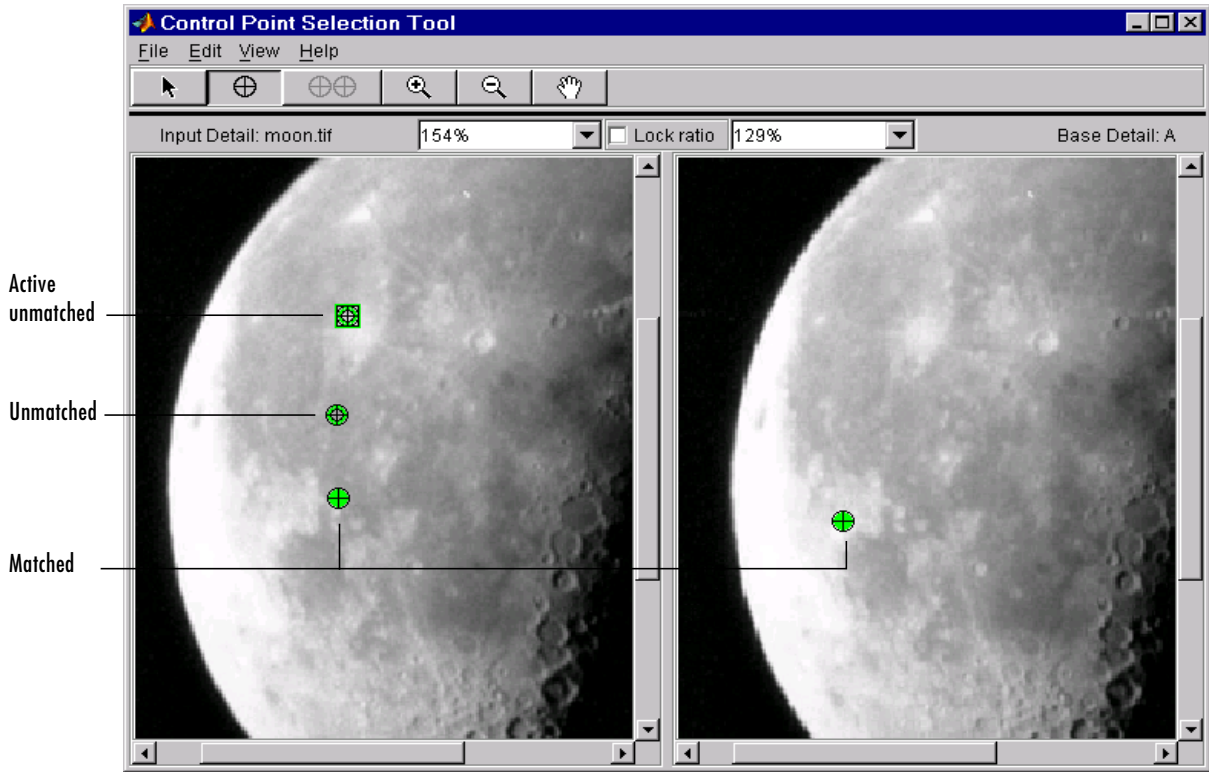 Control Point Selection Tool
File Edit View Help
Input Detail: moon.tif 154% Lock ratio 129% Base Detail: A
Active
unmatched
Unmatched
Matched